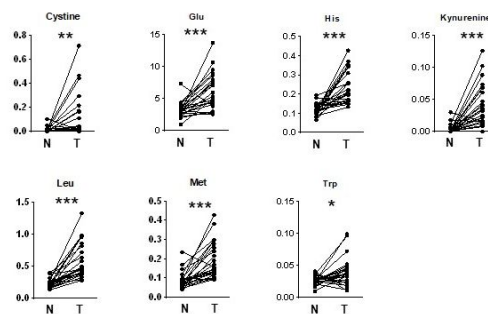 Cystine
**
0.8
0.6
0.4
0.2
0.0
N T
Glu
***
15
10
5
0
N T
His
***
0.5
0.4
0.3
0.2
0.1
0.0
N T
Kynurenine
***
0.15
0.10
0.05
0.00
N T
Leu
***
1.5
1.0
0.5
0.0
N T
Met
***
0.5
0.4
0.3
0.2
0.1
0.0
N T
Trp
*
0.15
0.10
0.05
0.00
N T